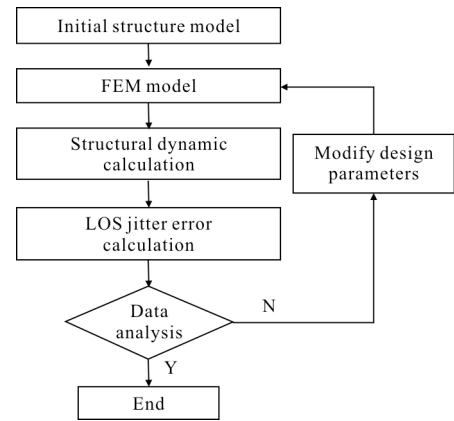 Initial structure model
FEM model
Structural dynamic
calculation
Modify design
parameters
LOS jitter error
calculation
Data
analysis
N
Y
End